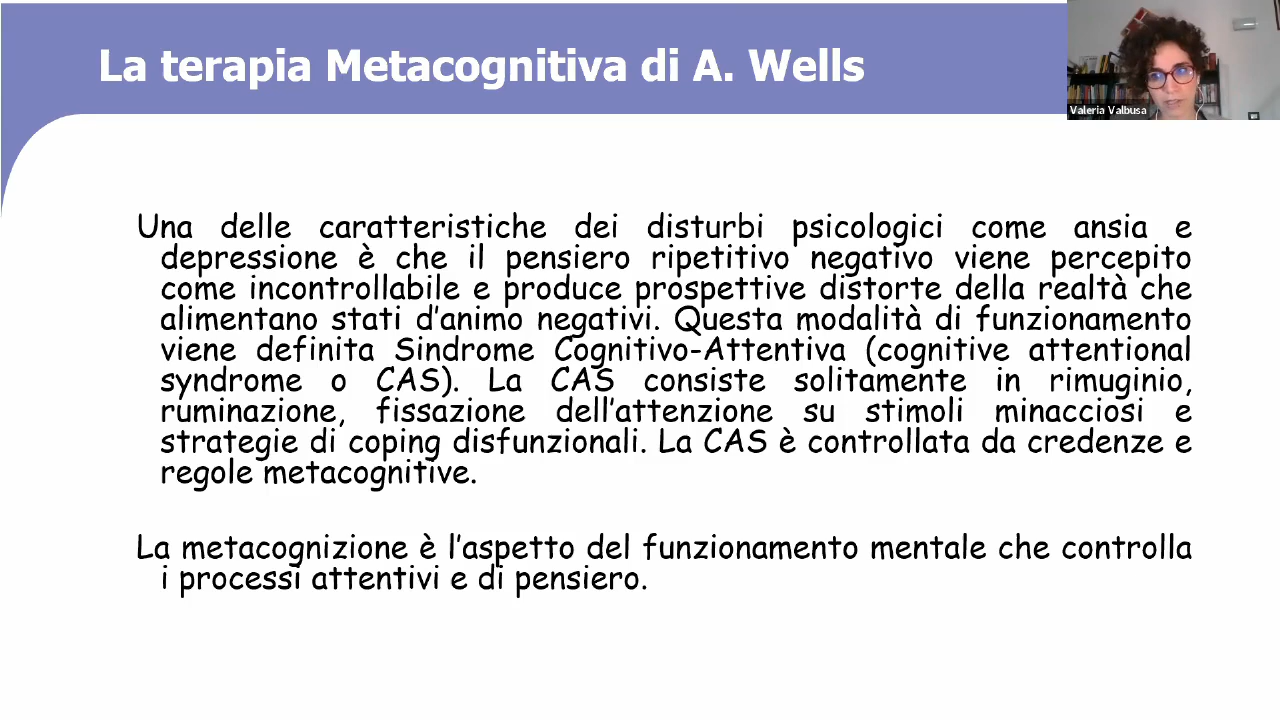 La terapia Metacognitiva di A. Wells
Valeria Valbusa
Una delle caratteristiche dei disturbi psicologici come ansia e
depressione è che il pensiero ripetitivo negativo viene percepito
come incontrollabile e produce prospettive distorte della realtà che
alimentano stati d'animo negativi. Questa modalità di funzionamento
viene definita Sindrome Cognitivo-Attentiva (cognitive attentional
syndrome o CAS). La CAS consiste solitamente in rimuginio,
ruminazione, fissazione dell'attenzione su stimoli minacciosi e
strategie di coping disfunzionali. La CAS è controllata da credenze e
regole metacognitive.
La metacognizione è l'aspetto del funzionamento mentale che controlla
i processi attentivi e di pensiero.